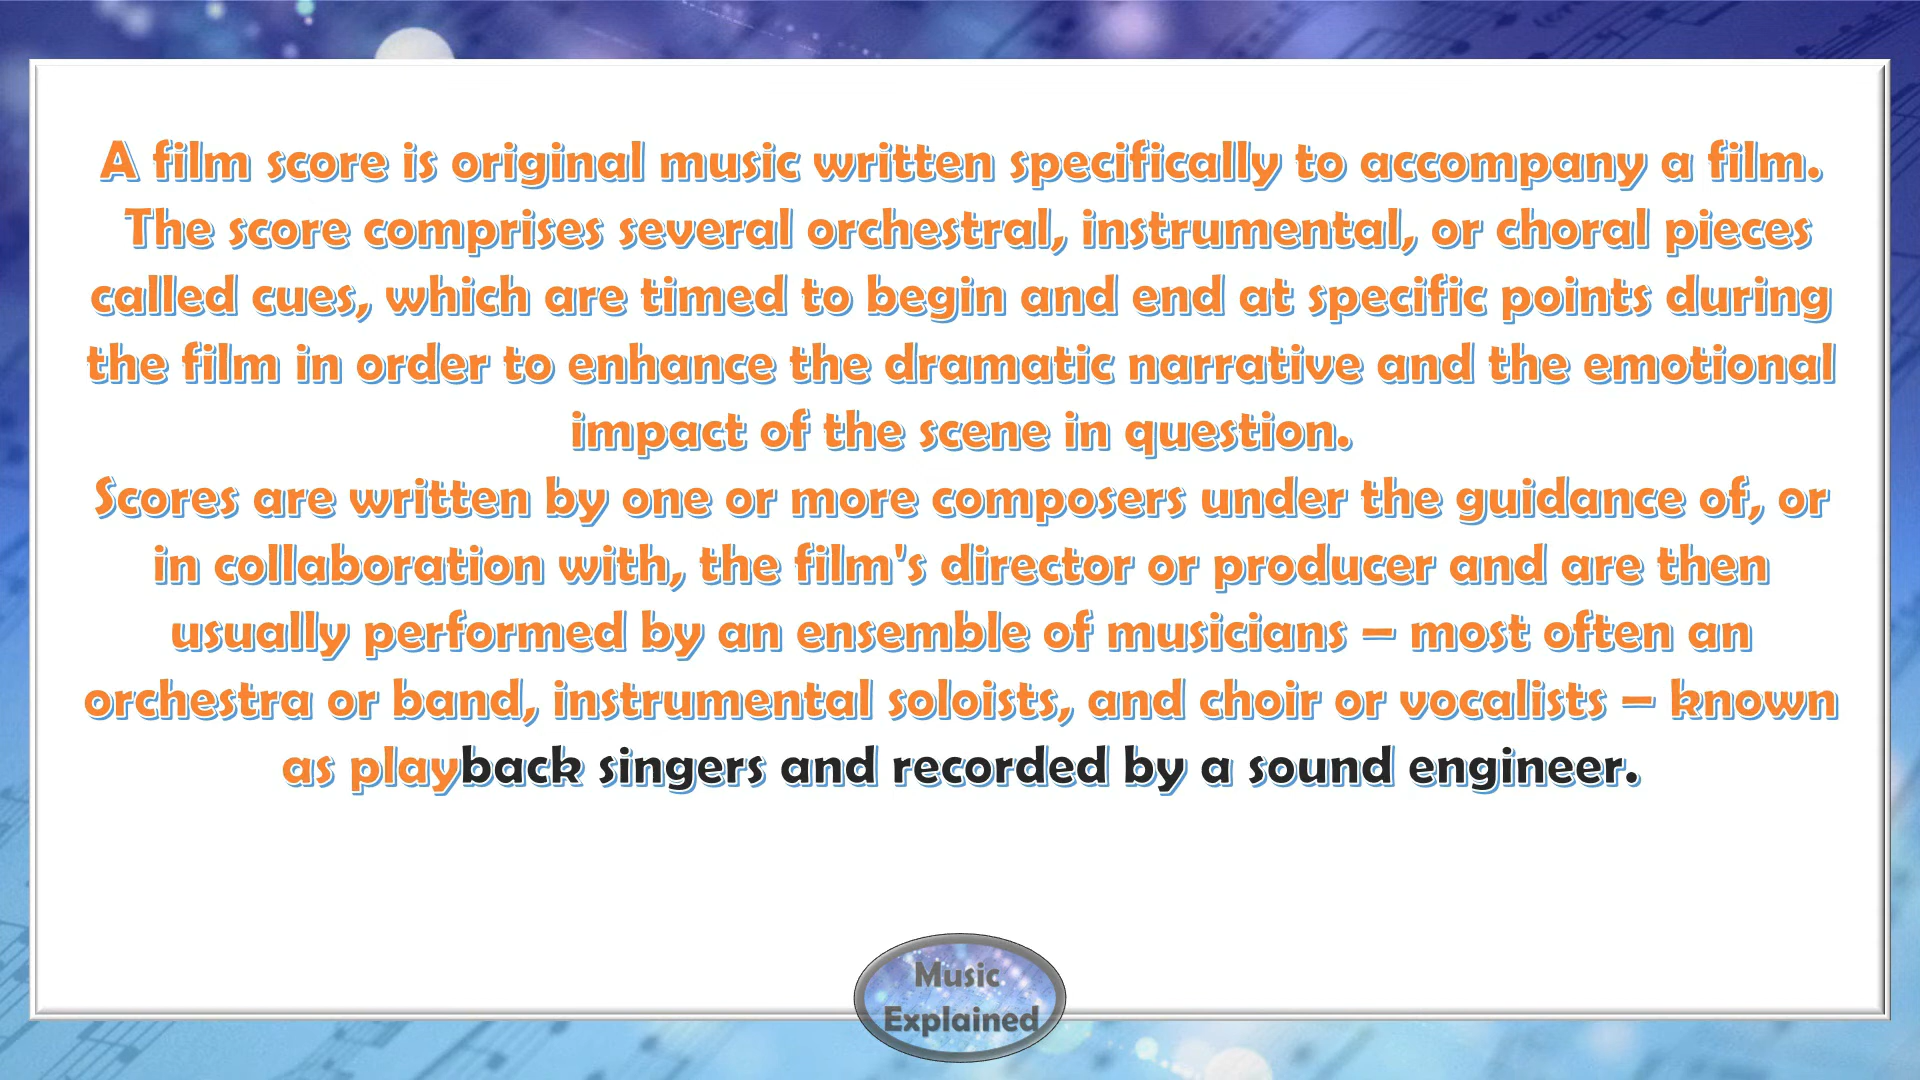 A film score is original music written specifically to accompany a film.
The score comprises several orchestral, instrumental, or choral pieces
called cues, which are timed to begin and end at specific points during
the film in order to enhance the dramatic narrative and the emotional
impact of the scene in question.
Scores are written by one or more composers under the guidance of, or
in collaboration with, the film's director or producer and are then
usually performed by an ensemble of musicians – most often an
orchestra or band, instrumental soloists, and choir or vocalists – known
as playback singers and recorded by a sound engineer.
Music
Explained